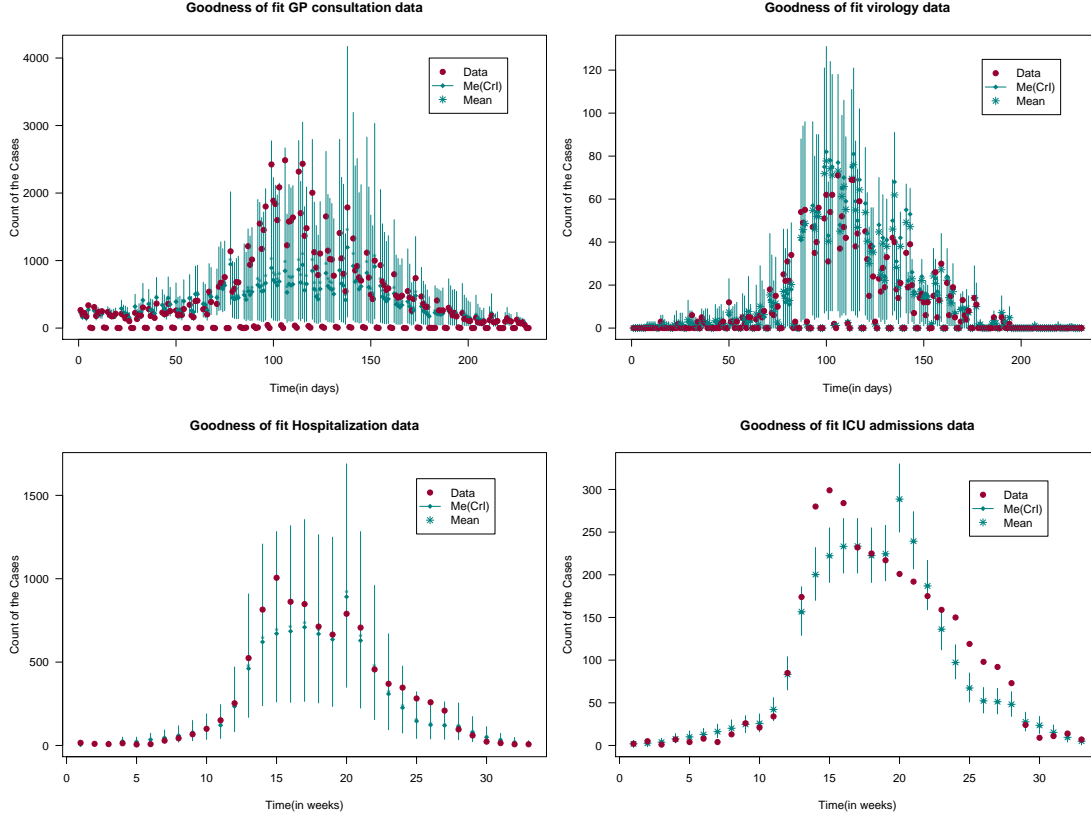 Goodness of fit GP consultation data
Count of the Cases
4000
3000
2000
1000
0
Data
Me(CrI)
Mean
0 50 100 150 200
Time(in days)
Goodness of fit virology data
Count of the Cases
120
100
80
60
40
20
0
Data
Me(CrI)
Mean
0 50 100 150 200
Time(in days)
Goodness of fit Hospitalization data
Count of the Cases
1500
1000
500
0
Data
Me(CrI)
Mean
0 5 10 15 20 25 30
Time(in weeks)
Goodness of fit ICU admissions data
Count of the Cases
300
250
200
150
100
50
0
Data
Me(CrI)
Mean
0 5 10 15 20 25 30
Time(in weeks)